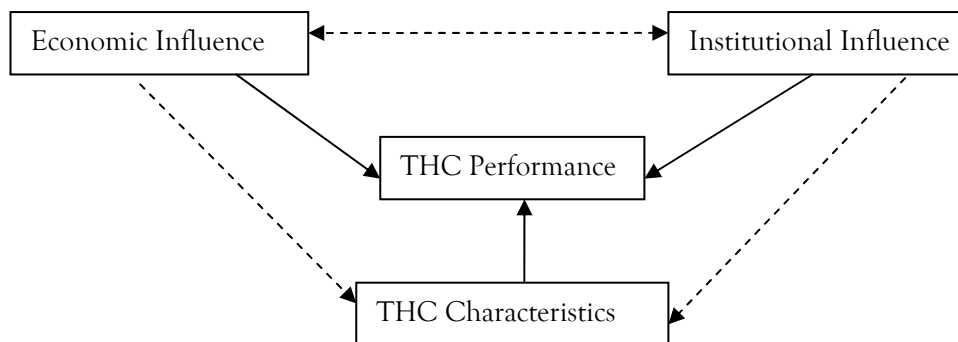 Economic Influence
Institutional Influence
THC Performance
THC Characteristics